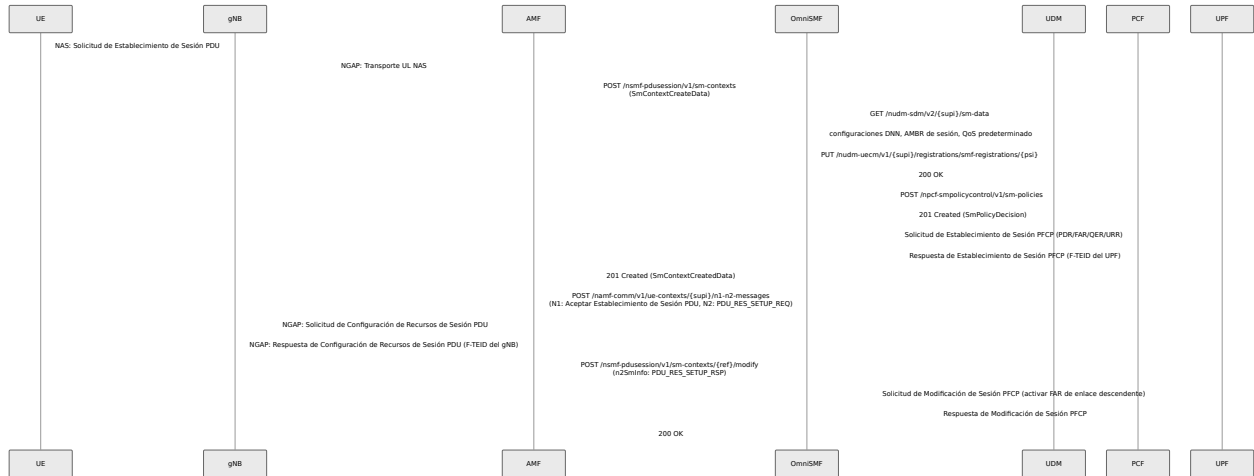 UE gNB AMF OmniSMF UDM PCF UPF
NAS: Solicitud de Establecimiento de Sesión PDU
NGAP: Transporte UL NAS
POST /nsmf-pdusession/v1/sm-contexts
(SmContextCreateData)
GET /nudm-sdm/v2/{supi}/sm-data
configuraciones DNN, AMBR de sesión, QoS predeterminado
PUT /nudm-uecm/v1/{supi}/registrations/smf-registrations/{psi}
200 OK
POST /npcf-smpolicycontrol/v1/sm-policies
201 Created (SmPolicyDecision)
Solicitud de Establecimiento de Sesión PFCP (PDR/FAR/QER/URR)
Respuesta de Establecimiento de Sesión PFCP (F-TEID del UPF)
201 Created (SmContextCreatedData)
POST /namf-comm/v1/ue-contexts/{supi}/n1-n2-messages
(N1: Aceptar Establecimiento de Sesión PDU, N2: PDU_RES_SETUP_REQ)
NGAP: Solicitud de Configuración de Recursos de Sesión PDU
NGAP: Respuesta de Configuración de Recursos de Sesión PDU (F-TEID del gNB)
POST /nsmf-pdusession/v1/sm-contexts/{ref}/modify
(n2SmInfo: PDU_RES_SETUP_RSP)
Solicitud de Modificación de Sesión PFCP (activar FAR de enlace descendente)
Respuesta de Modificación de Sesión PFCP
200 OK
UE gNB AMF OmniSMF UDM PCF UPF